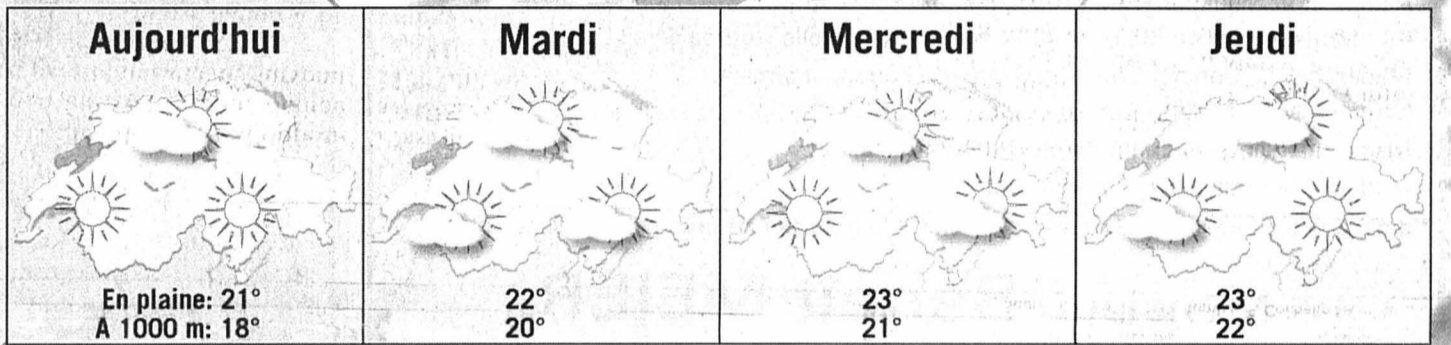 Aujourd'hui
En plaine: 21°
A 1000 m: 18°
Mardi
22°
20°
Mercredi
23°
21°
Jeudi
23°
22°